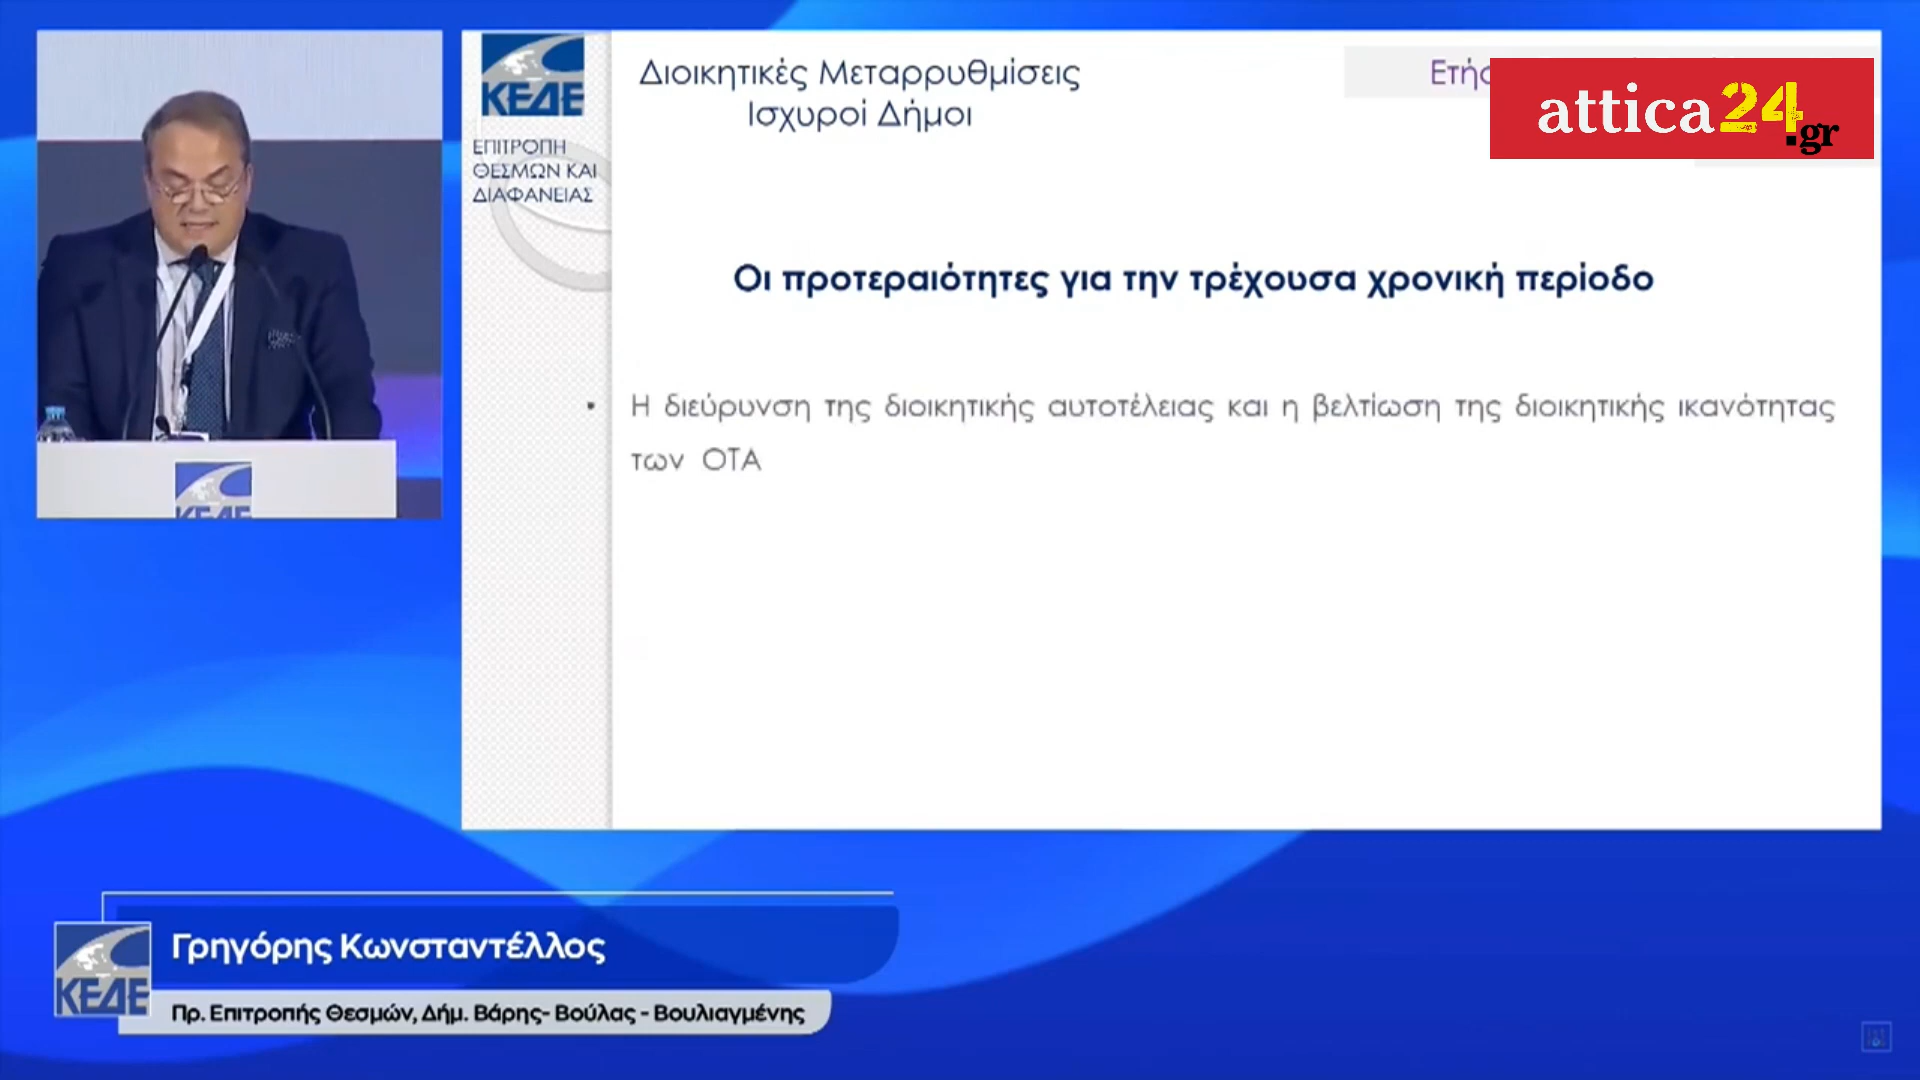 ΚΕΔΕ
ΕΠΙΤΡΟΠΗ
ΘΕΣΜΩΝ ΚΑΙ
ΔΙΑΦΑΝΕΙΑΣ
Διοικητικές Μεταρρυθμίσεις
Ισχυροί Δήμοι
attica24.gr
Οι προτεραιότητες για την τρέχουσα χρονική περίοδο
• Η διεύρυνση της διοικητικής αυτοτέλειας και η βελτίωση της διοικητικής ικανότητας
των ΟΤΑ
ΚΕΔΕ
ΚΕΔΕ
Γρηγόρης Κωνσταντέλλος
Πρ. Επιτροπής Θεσμών, Δήμ. Βάρης- Βούλας - Βουλιαγμένης